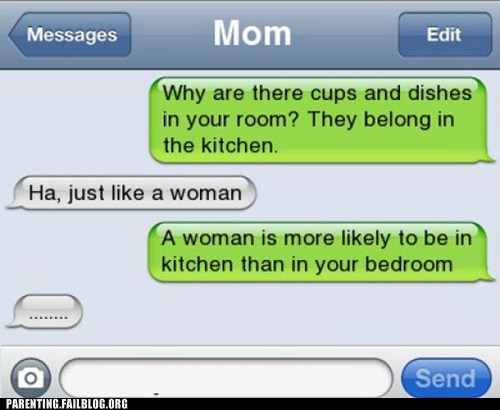 Messages
Mom
Edit
Why are there cups and dishes
in your room? They belong in
the kitchen.
Ha, just like a woman
A woman is more likely to be in
kitchen than in your bedroom
........
Send
PARENTING.FAILBLOG.ORG